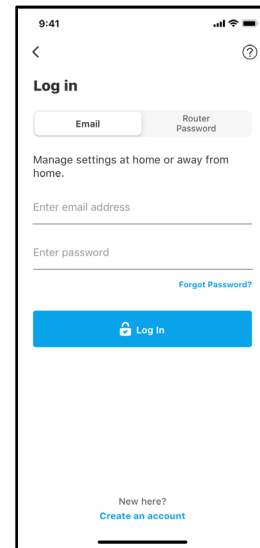 9:41
Log in
Email
Router
Password
Manage settings at home or away from
home.
Enter email address
Enter password
Forgot Password?
Log In
New here?
Create an account